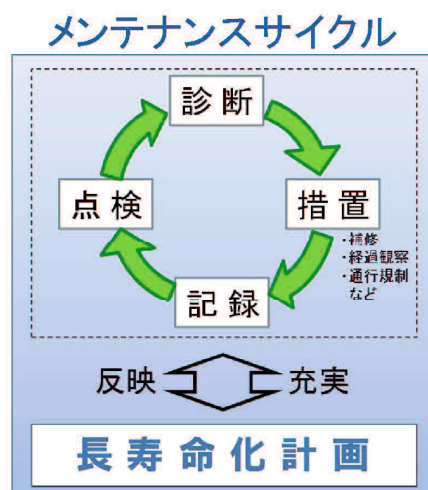 メンテナンスサイクル
診断
点検
措置
・補修
・経過観察
・通行規制
など
記録
反映
充実
長寿命化計画